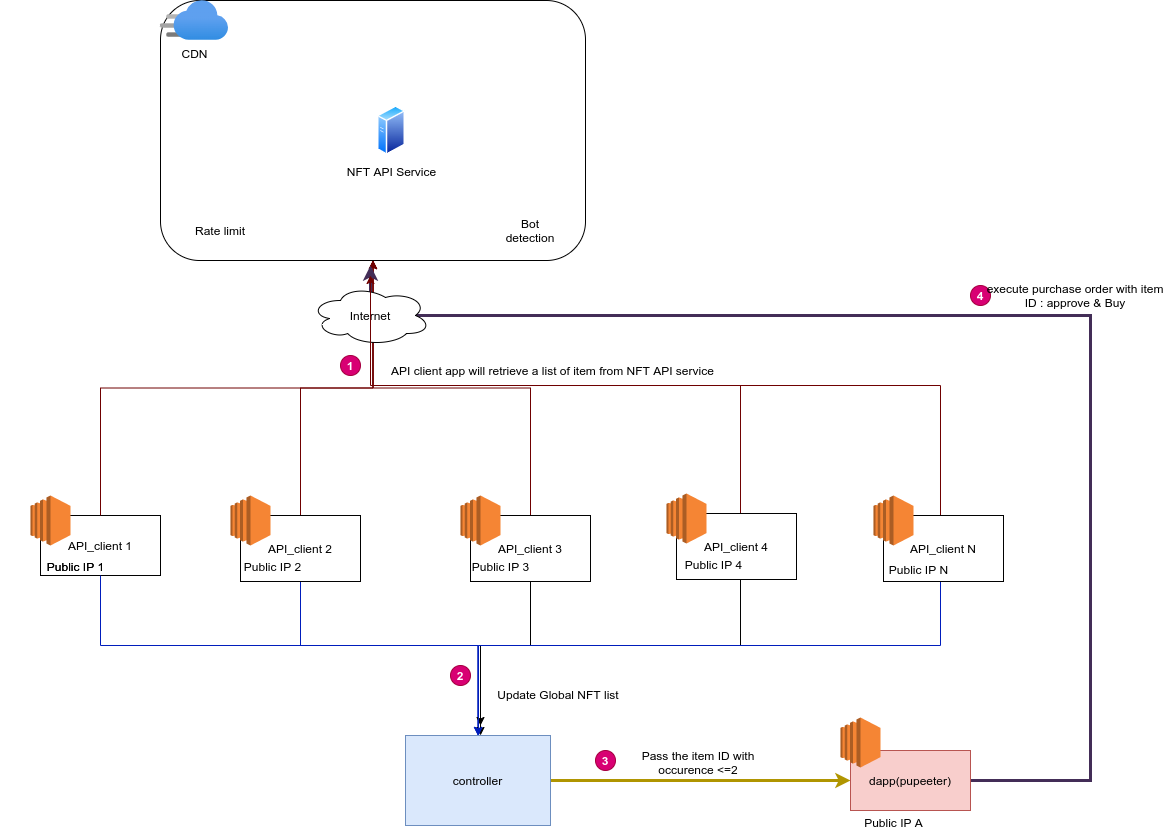 CDN
NFT API Service
Rate limit
Bot
detection
Internet
4
execute purchase order with item
ID : approve & Buy
1
API client app will retrieve a list of item from NFT API service
API_client 1
Public IP 1
API_client 2
Public IP 2
API_client 3
Public IP 3
API_client 4
Public IP 4
API_client N
Public IP N
2
Update Global NFT list
controller
3
Pass the item ID with
occurence <=2
dapp(pupeeter)
Public IP A